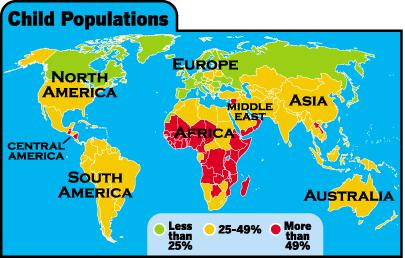 Child Populations
NORTH
AMERICA
EUROPE
ASIA
MIDDLE
EAST
AFRICA
CENTRAL
AMERICA
SOUTH
AMERICA
AUSTRALIA
Less
than
25%
25-49%
More
than
49%